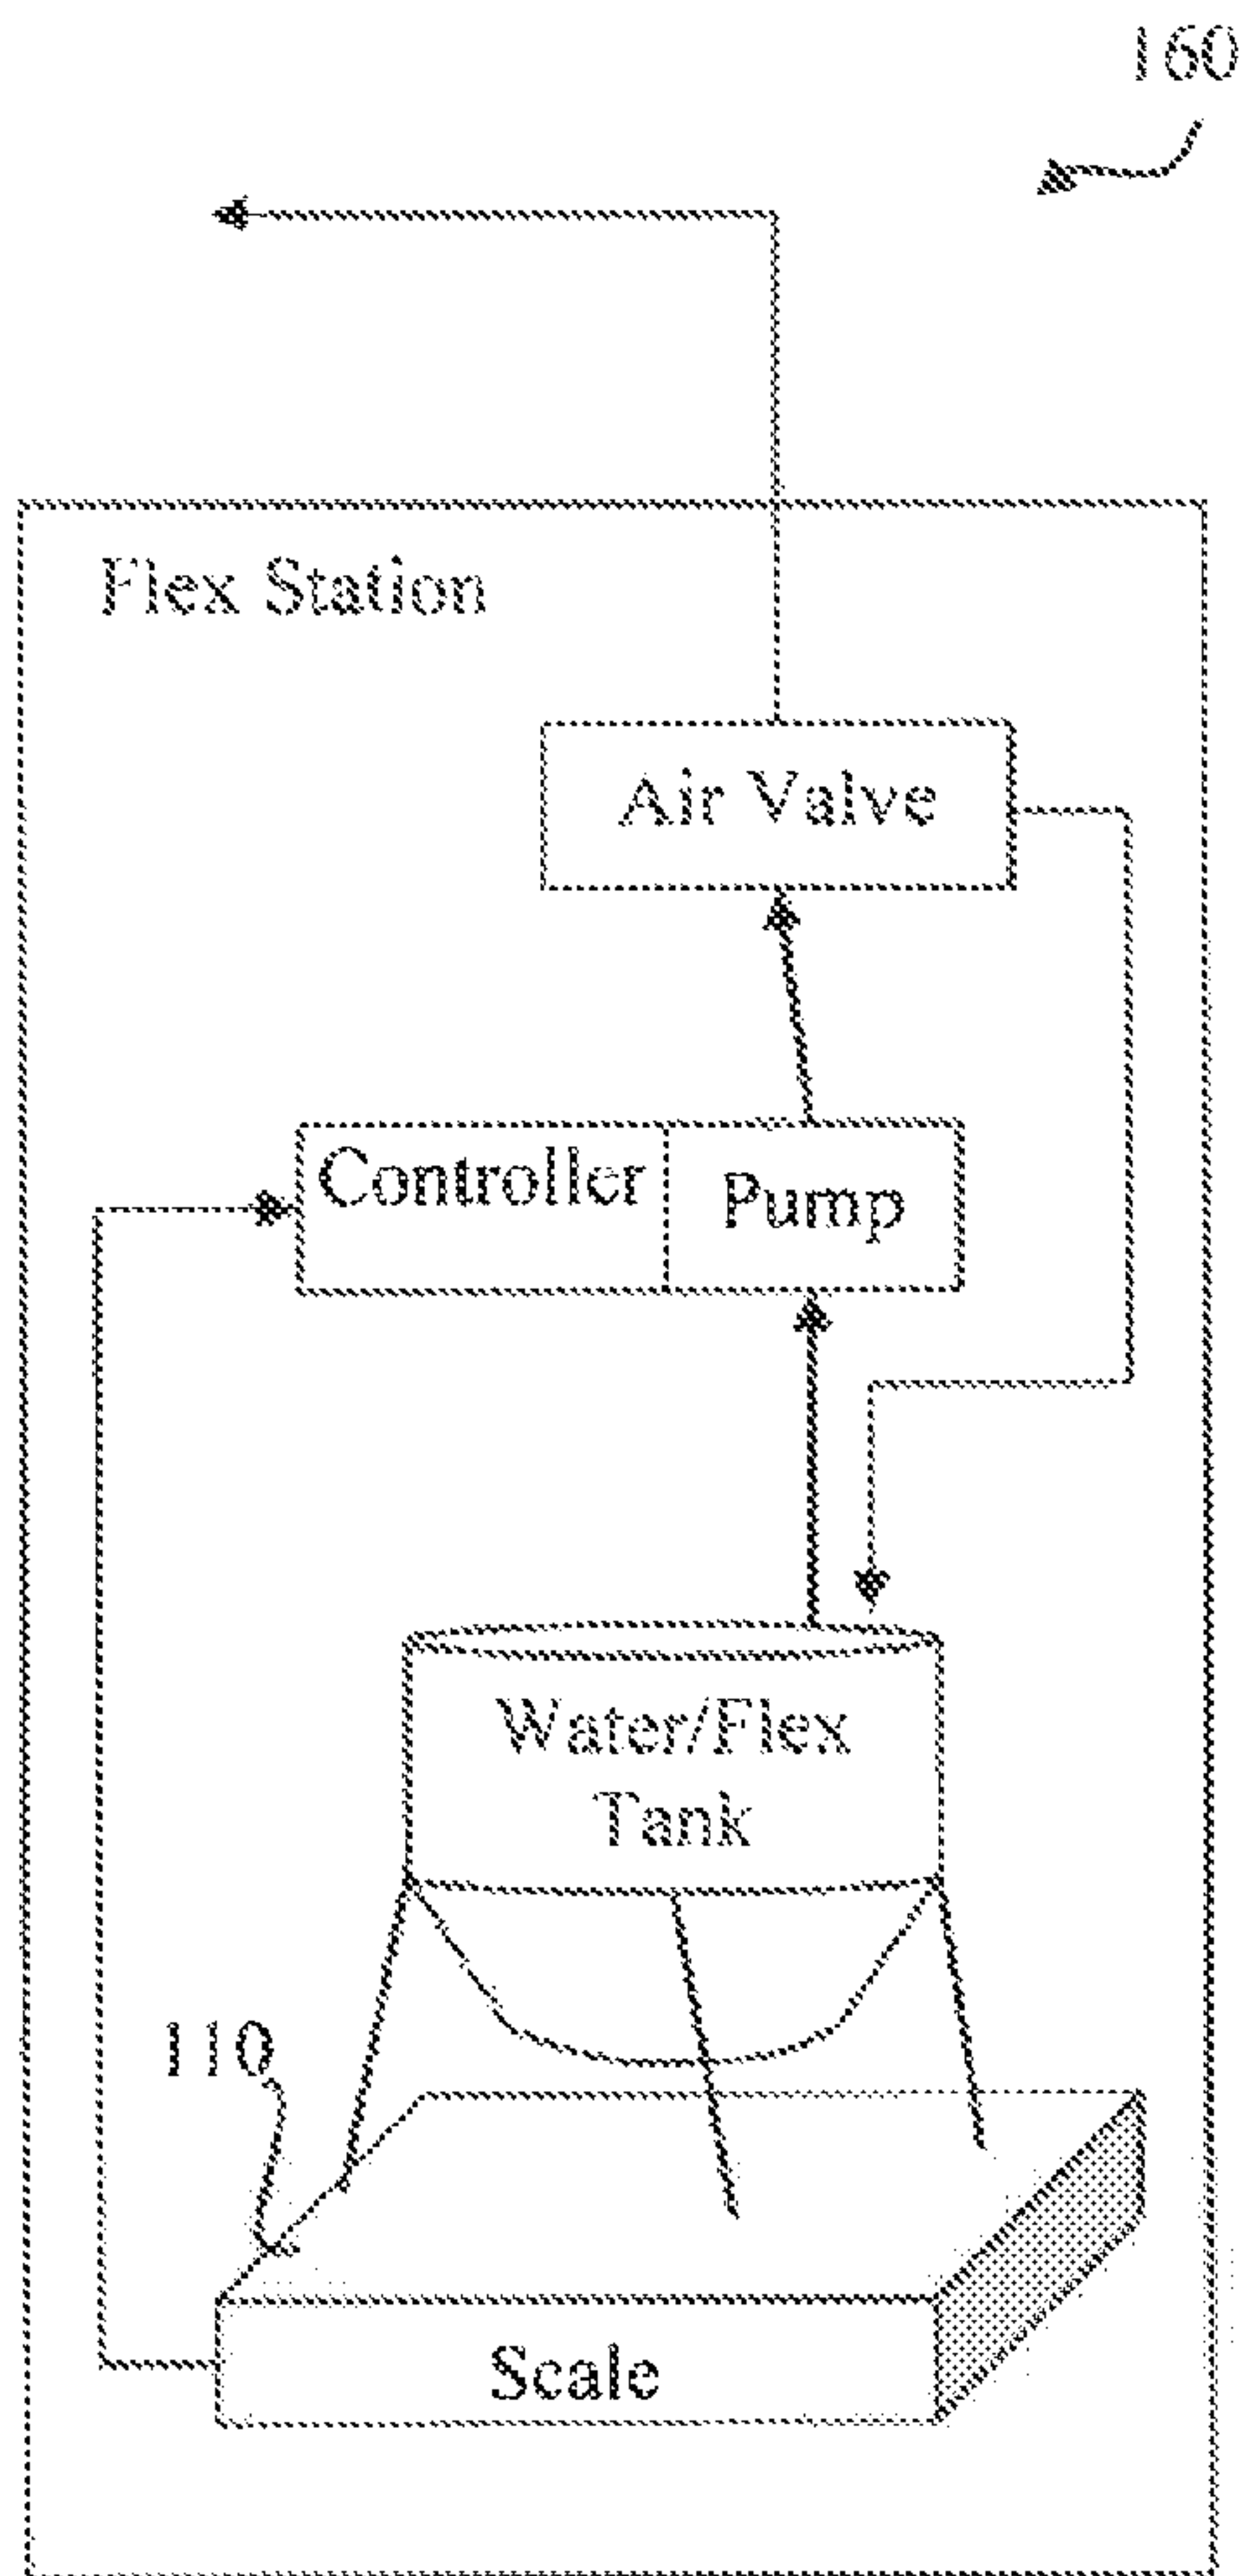 160
Flex Station
Air Valve
Controller
Pump
Water/Flex
Tank
110
Scale